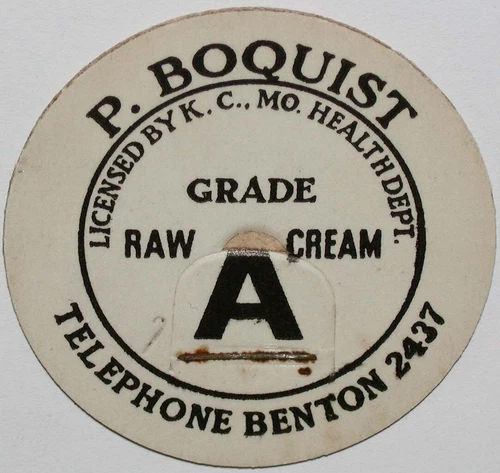 P. BOQUIST
LICENSED BY K. C., MO. HEALTH DEPT.
GRADE
RAW CREAM
A
TELEPHONE BENTON 2437